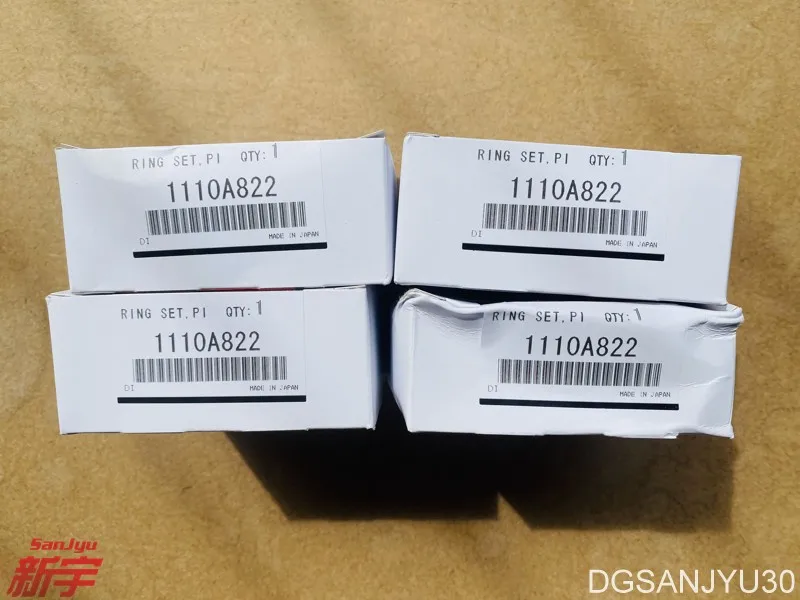 RING SET,PI QTY:1
1110A822
DI MADE IN JAPAN
RING SET,PI QTY:1
1110A822
DI MADE IN JAPAN
RING SET,PI QTY:1
1110A822
DI MADE IN JAPAN
RING SET,PI QTY:1
1110A822
DI MADE IN JAPAN
SanJyu
新宇
DGSANJYU30